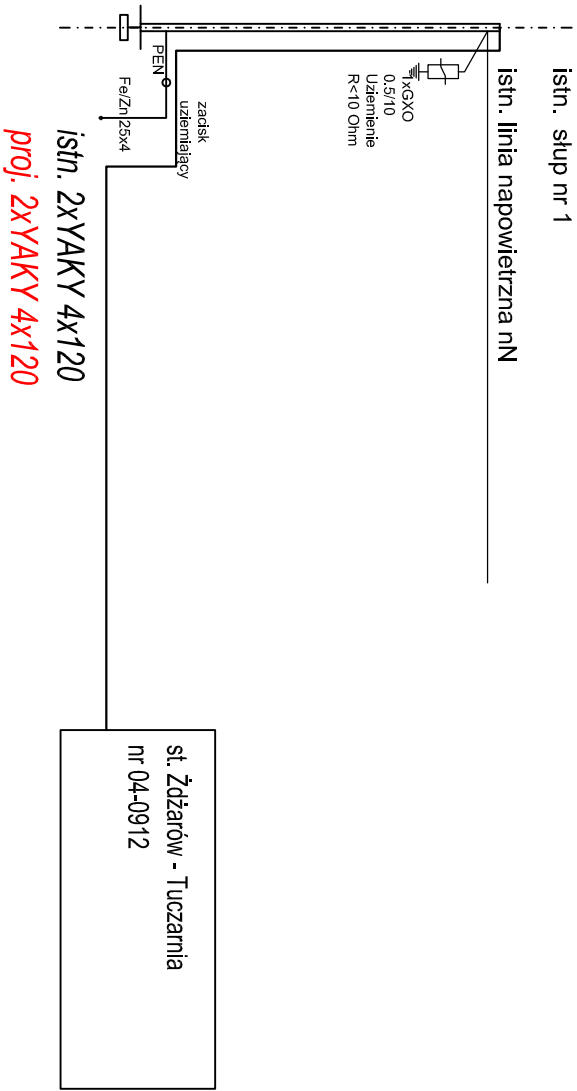 istn. słup nr 1
istn. linia napowietrzna nN
1xGXO
0.5/10
Uziemienie
R<10 Ohm
zacisk
uziemiający
PEN
Fe/Zn 25x4
istn. 2xYAKY 4x120
proj. 2xYAKY 4x120
st. Żdżarów - Tuczarnia
nr 04-0912